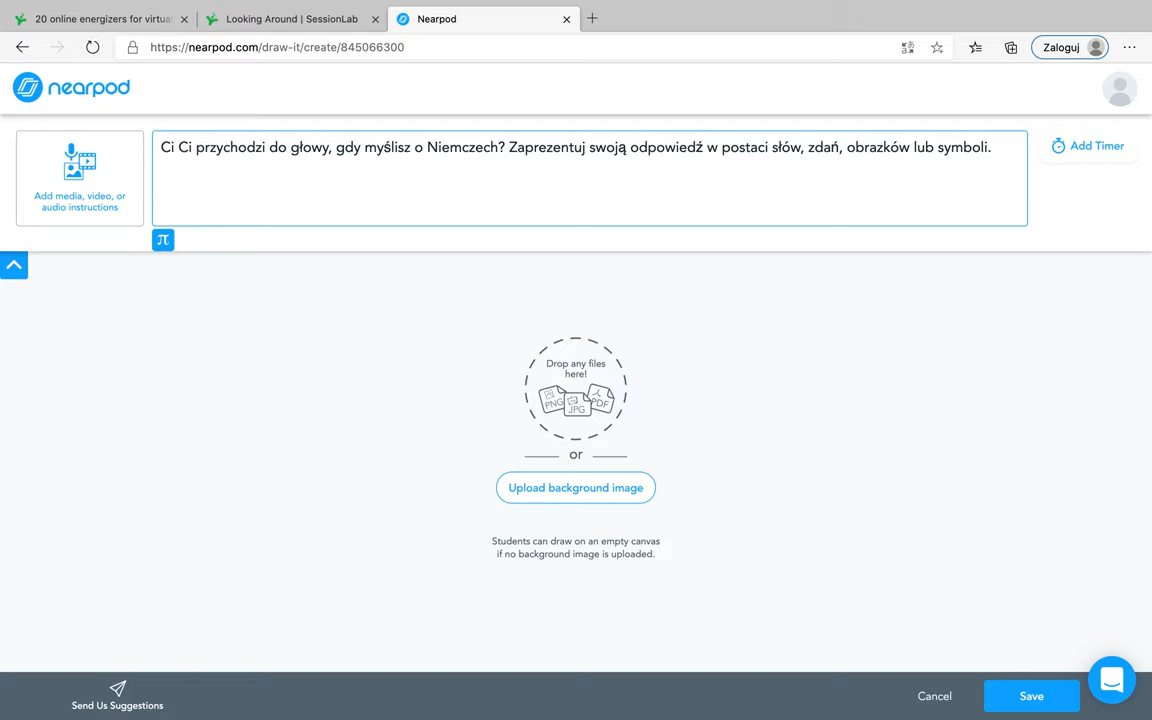 20 online energizers for virtua
Looking Around | SessionLab
Nearpod
https://nearpod.com/draw-it/create/845066300
Zaloguj
nearpod
Add media, video, or
audio instructions
Ci Ci przychodzi do głowy, gdy myślisz o Niemczech? Zaprezentuj swoją odpowiedź w postaci słów, zdań, obrazków lub symboli.
Add Timer
π
Drop any files
here!
PNG
JPG
PDF
or
Upload background image
Students can draw on an empty canvas
if no background image is uploaded.
Send Us Suggestions
Cancel
Save